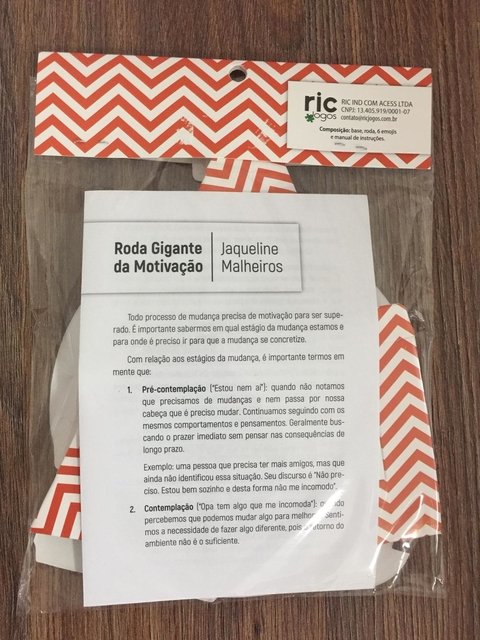 ric
jogos
RIC IND COM ACESS LTDA
CNPJ: 13.405.919/0001-07
contato@ricjogos.com.br
Composição: base, roda, 6 emojis
e manual de instruções.
Roda Gigante
da Motivação
Jaqueline
Malheiros
Todo processo de mudança precisa de motivação para ser supe-
rado. É importante sabermos em qual estágio da mudança estamos e
para onde é preciso ir para que a mudança se concretize.
Com relação aos estágios da mudança, é importante termos em
mente que:
1. Pré-contemplação ("Estou nem aí"): quando não notamos
que precisamos de mudanças e nem passa por nossa
cabeça que é preciso mudar. Continuamos seguindo com os
mesmos comportamentos e pensamentos. Geralmente bus-
cando o prazer imediato sem pensar nas consequências de
longo prazo.
Exemplo: uma pessoa que precisa ter mais amigos, mas que
ainda não identificou essa situação. Seu discurso é "Não pre-
ciso. Estou bem sozinho e desta forma não me incomodo".
2. Contemplação ("Opa tem algo que me incomoda"): quando
percebemos que podemos mudar algo para melhor. Senti-
mos a necessidade de fazer algo diferente, pois o retorno do
ambiente não é o suficiente.